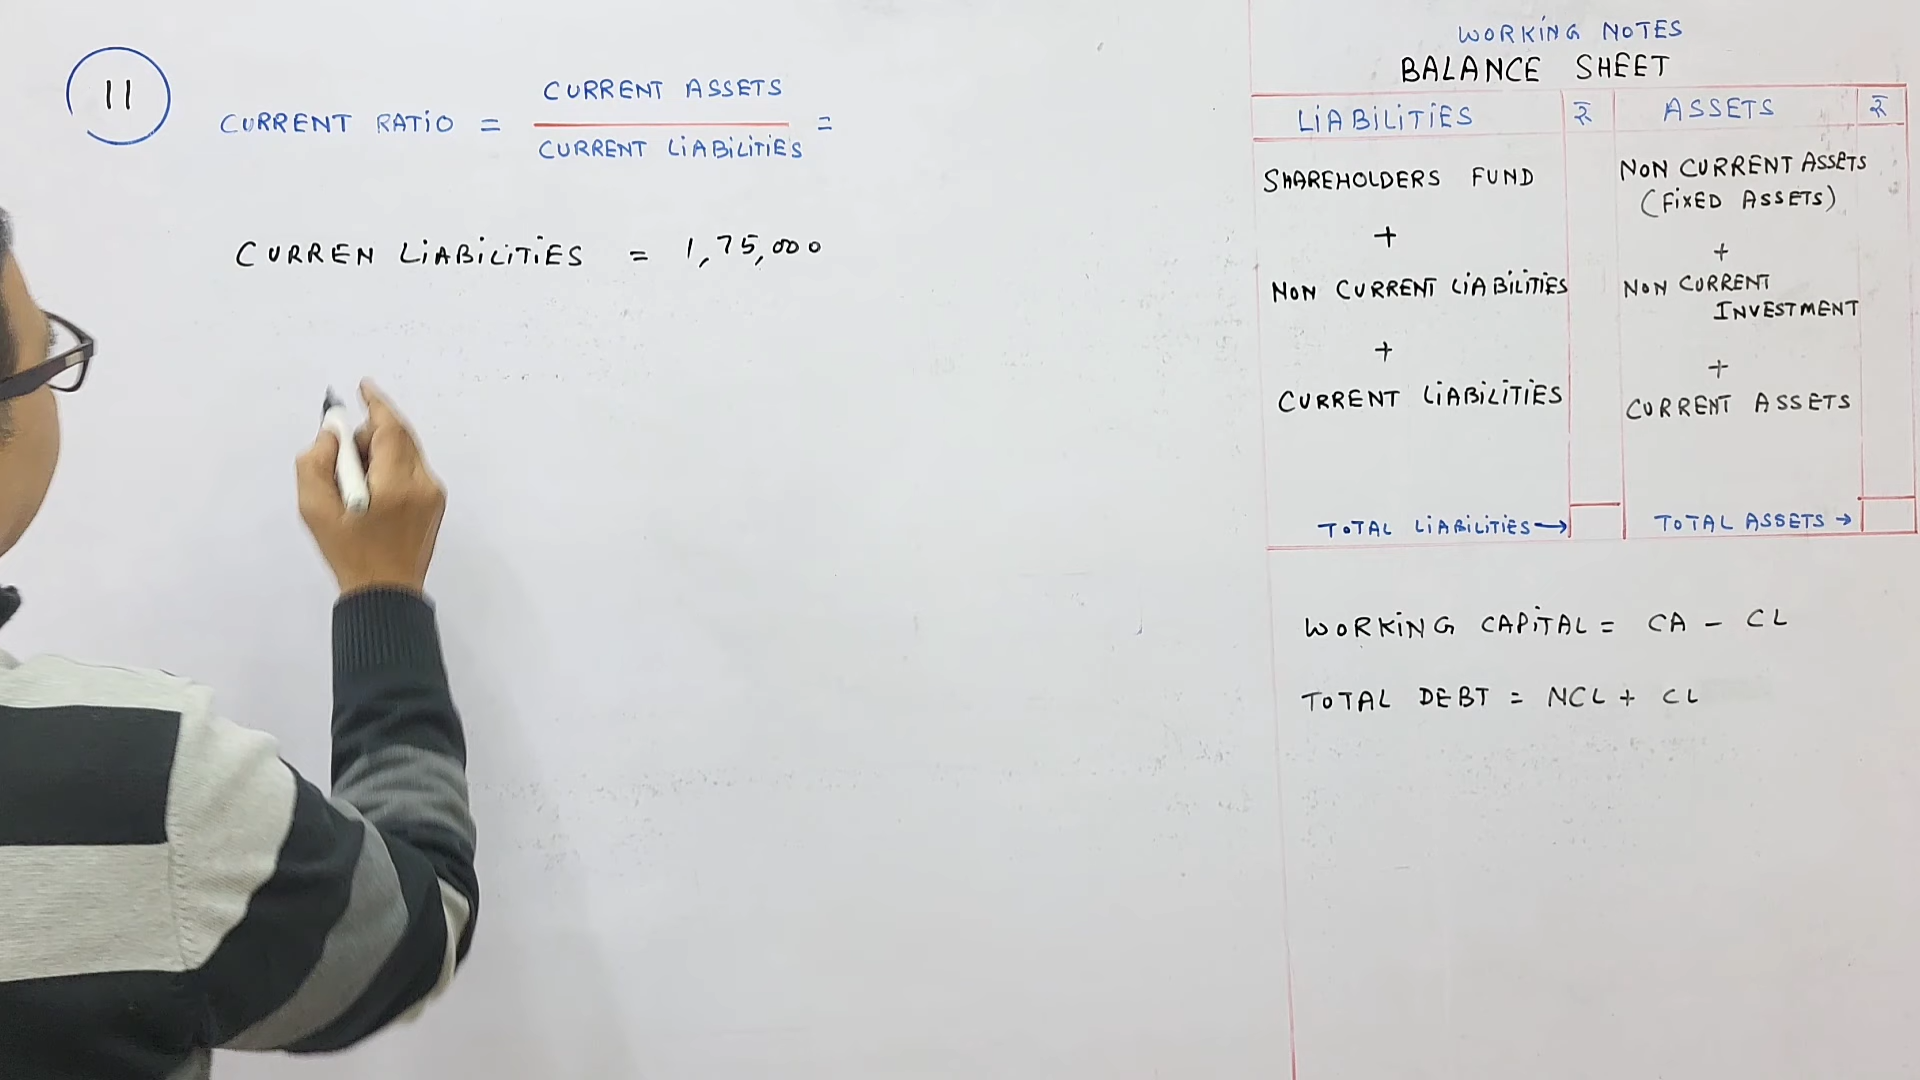 11
CURRENT RATIO = CURRENT ASSETS
CURRENT LIABILITIES =
CURREN LIABILITIES = 1,75,000
WORKING NOTES
BALANCE SHEET
LIABILITIES ₹ ASSETS ₹
SHAREHOLDERS FUND
+
NON CURRENT LIABILITIES
+
CURRENT LIABILITIES
TOTAL LIABILITIES →
NON CURRENT ASSETS
(FIXED ASSETS)
+
NON CURRENT
INVESTMENT
+
CURRENT ASSETS
TOTAL ASSETS →
WORKING CAPITAL = CA - CL
TOTAL DEBT = NCL + CL